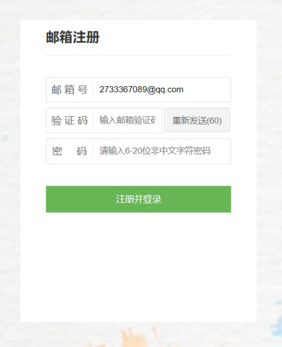 邮箱注册
邮箱号 2733367089@qq.com
验证码 输入邮箱验证码 重新发送(60)
密 码 请输入6-20位非中文字符密码
注册并登录